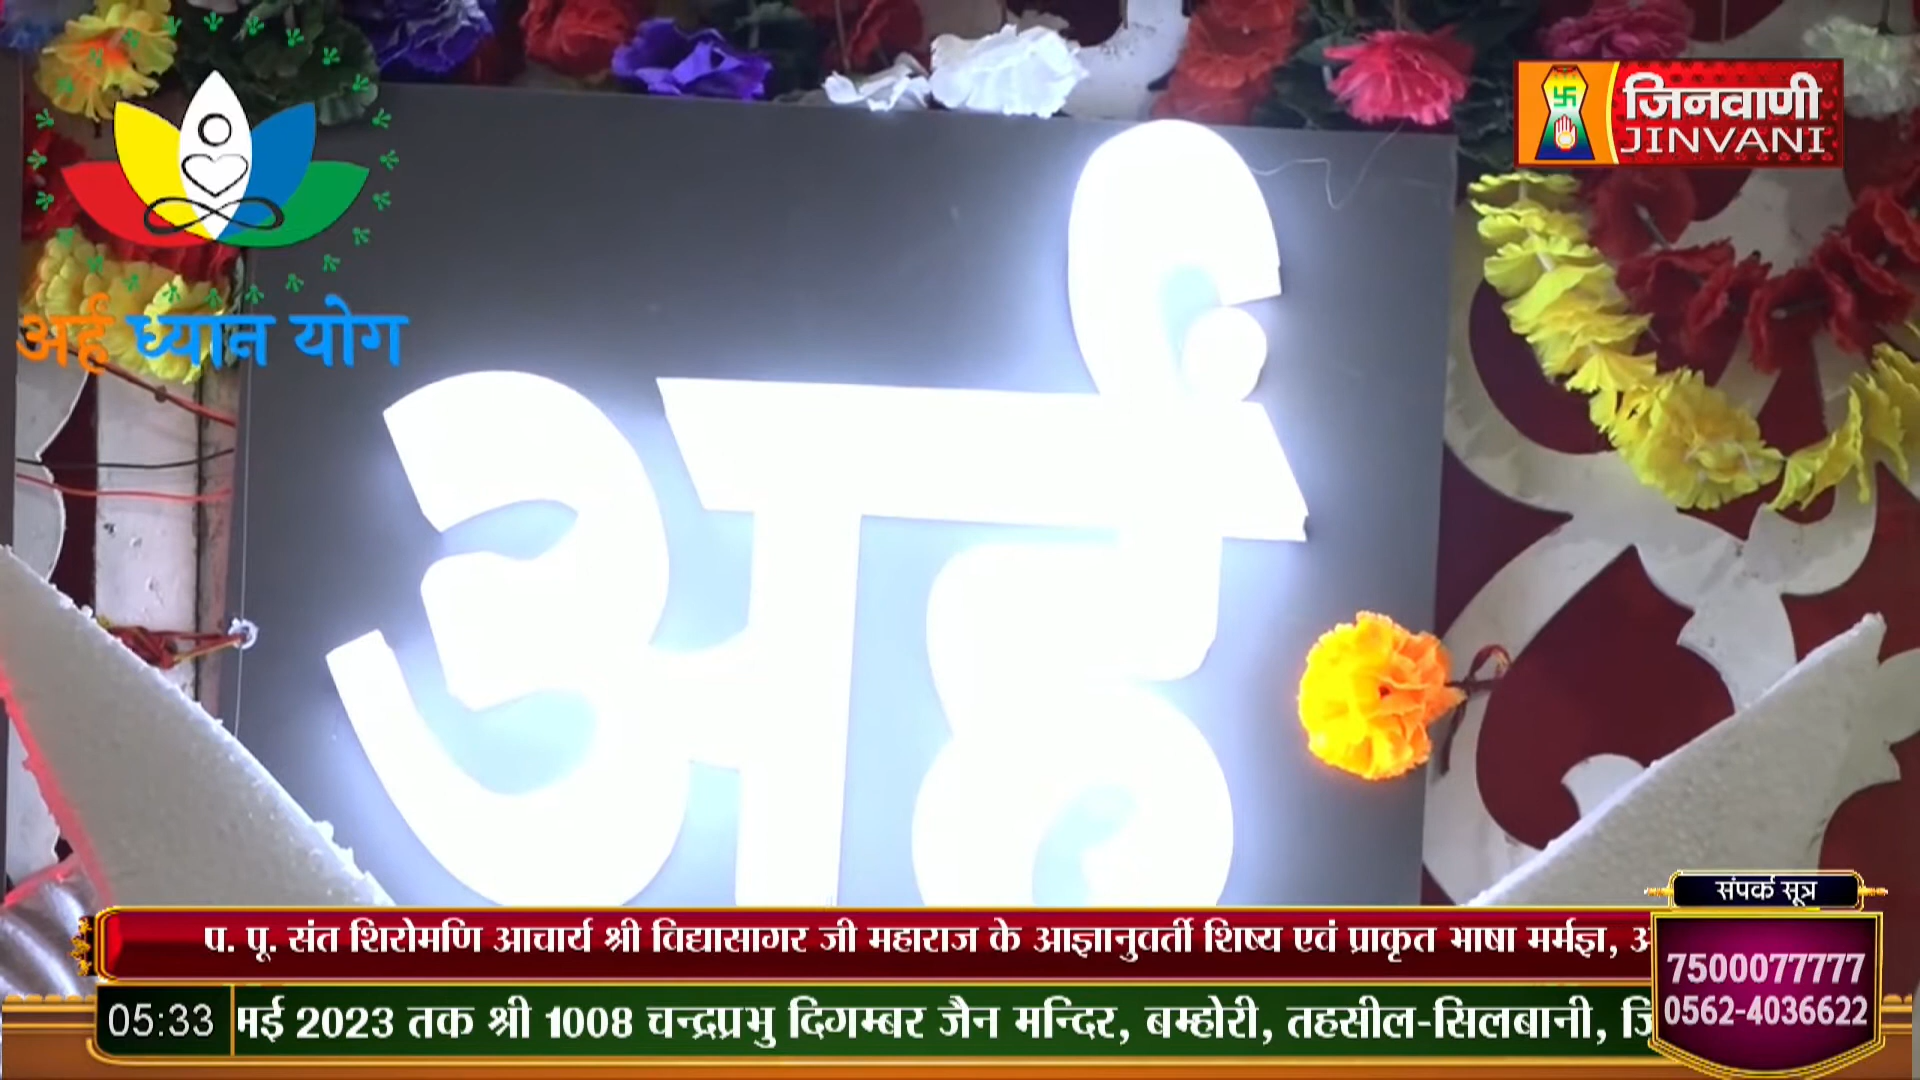 जिनवाणी
JINVANI
अर्हं ध्यान योग
अर्हं
संपर्क सूत्र
प. पू. संत शिरोमणि आचार्य श्री विद्यासागर जी महाराज के आज्ञानुवर्ती शिष्य एवं प्राकृत भाषा मर्मज्ञ,
7500077777
0562-4036622
05:33
मई 2023 तक श्री 1008 चन्द्रप्रभु दिगम्बर जैन मन्दिर, बम्होरी, तहसील-सिलबानी,